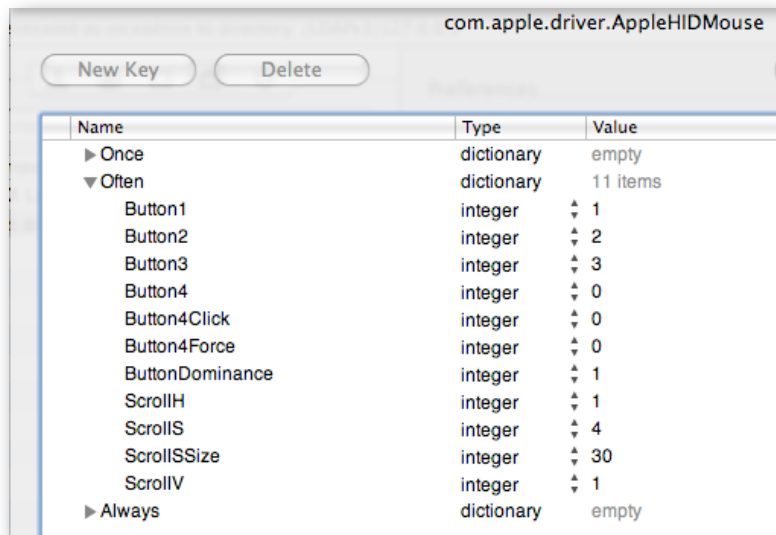 com.apple.driver.AppleHIDMouse
New Key Delete
Name Type Value
Once dictionary empty
Often dictionary 11 items
Button1 integer 1
Button2 integer 2
Button3 integer 3
Button4 integer 0
Button4Click integer 0
Button4Force integer 0
ButtonDominance integer 1
ScrollH integer 1
ScrollS integer 4
ScrollSSize integer 30
ScrollV integer 1
Always dictionary empty